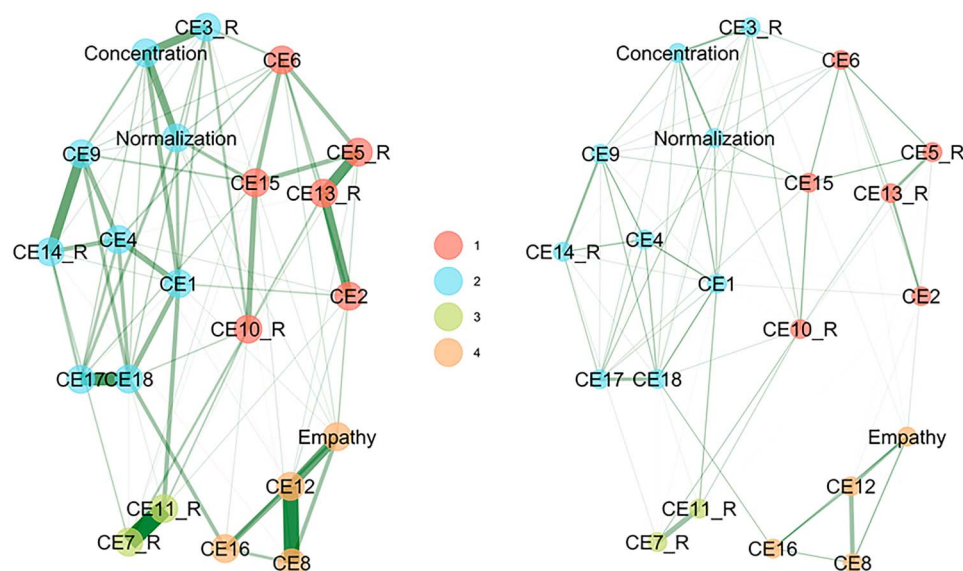 CE3_R
Concentration
CE6
Normalization
CE5_R
CE9
CE15
CE13_R
CE4
CE14_R
CE1
CE2
CE10_R
CE17
CE18
Empathy
CE12
CE11_R
CE7_R
CE16
CE8
1
2
3
4
CE3_R
Concentration
CE6
Normalization
CE5_R
CE9
CE15
CE13_R
CE4
CE14_R
CE1
CE2
CE10_R
CE17
CE18
Empathy
CE12
CE11_R
CE7_R
CE16
CE8